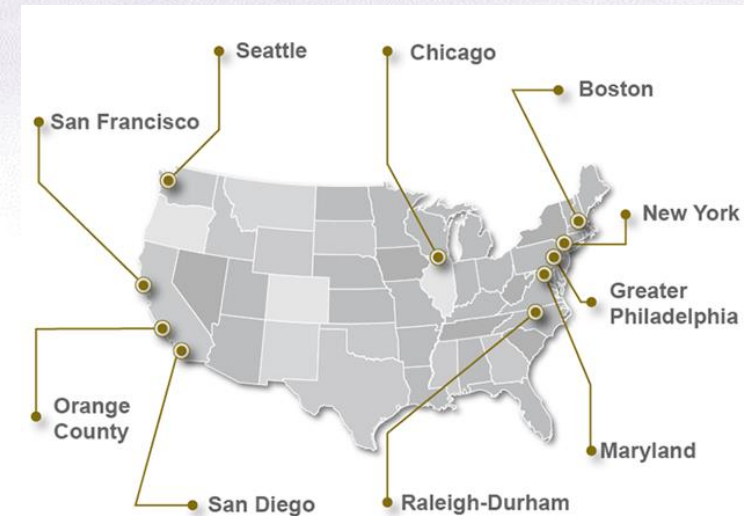 Seattle
Chicago
Boston
San Francisco
New York
Greater
Philadelphia
Orange
County
Maryland
San Diego
Raleigh-Durham